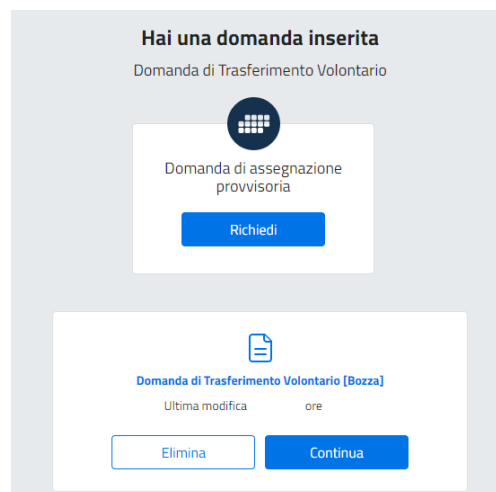 Hai una domanda inserita
Domanda di Trasferimento Volontario
Domanda di assegnazione
provvisoria
Richiedi
Domanda di Trasferimento Volontario [Bozza]
Ultima modifica ore
Elimina
Continua